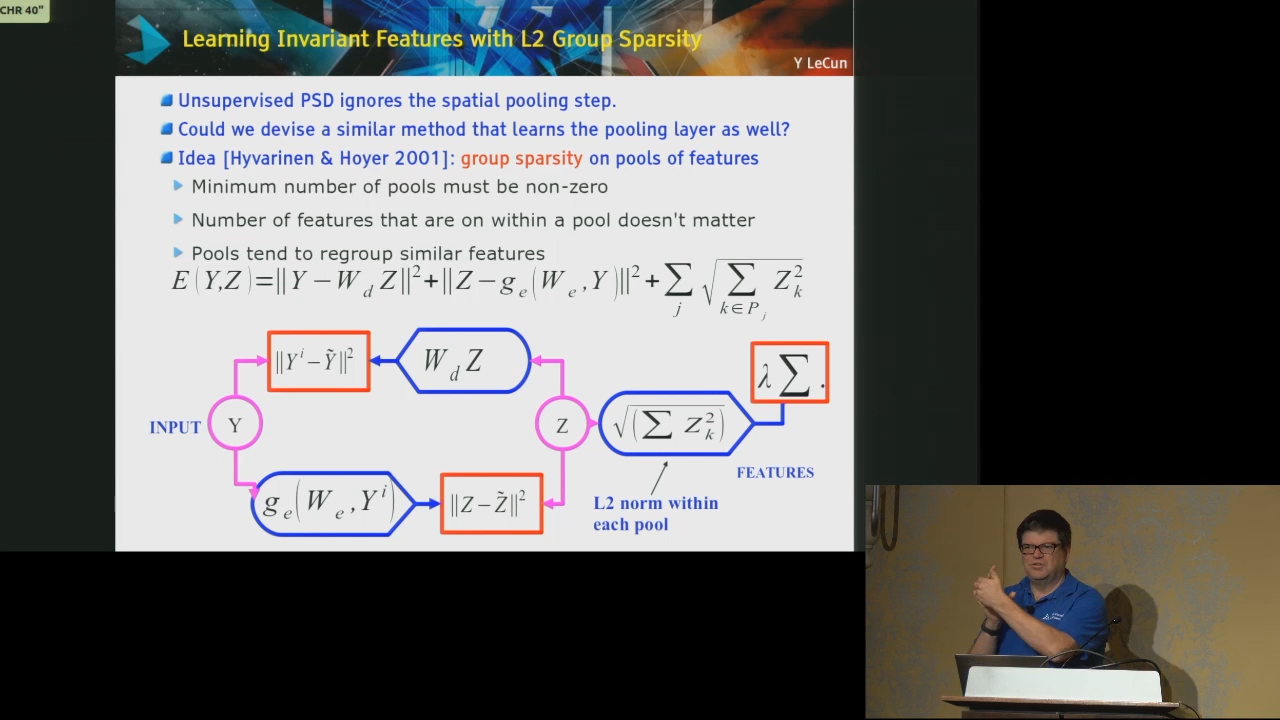 CHR 40"
Learning Invariant Features with L2 Group Sparsity
Y LeCun
Unsupervised PSD ignores the spatial pooling step.
Could we devise a similar method that learns the pooling layer as well?
Idea [Hyvarinen & Hoyer 2001]: group sparsity on pools of features
Minimum number of pools must be non-zero
Number of features that are on within a pool doesn't matter
Pools tend to regroup similar features
E(Y,Z)=‖Y−W_d Z‖²+‖Z−g_e(W_e,Y)‖²+∑_j √(∑_{k∈P_j} Z_k²)
‖Y^i−Ỹ‖²
W_d Z
λ∑.
INPUT
Y
Z
√(∑ Z_k²)
FEATURES
g_e(W_e,Y^i)
‖Z−Z̃‖²
L2 norm within
each pool